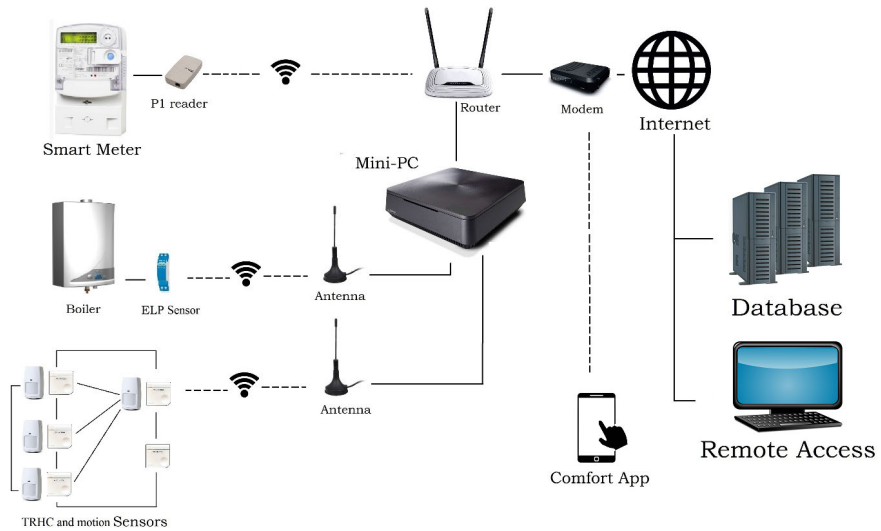 Smart Meter
P1 reader
Router
Modem
Internet
Mini-PC
Boiler
ELP Sensor
Antenna
Database
Antenna
TRHC and motion Sensors
Comfort App
Remote Access